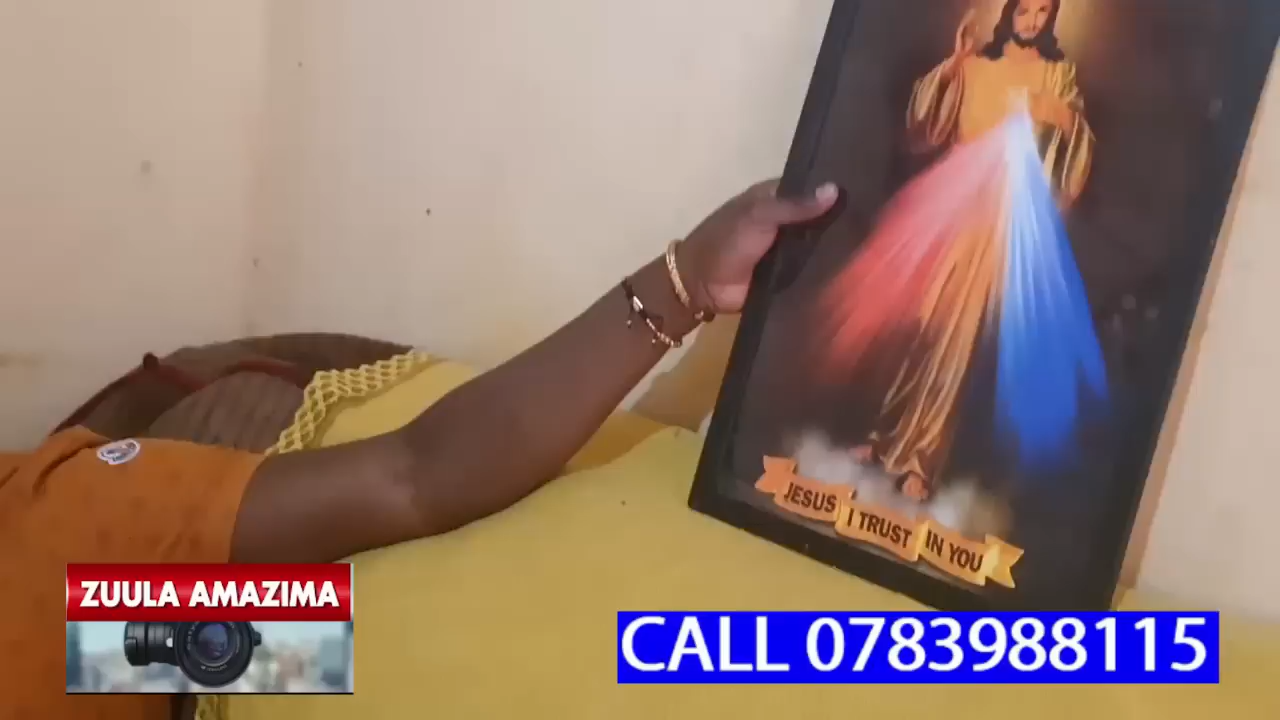 JESUS
I TRUST
IN YOU
ZUULA AMAZIMA
CALL 0783988115